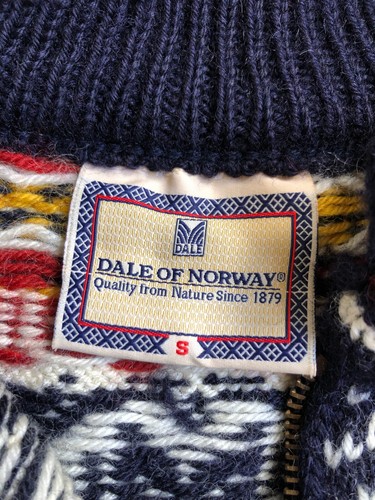 DALE
DALE OF NORWAY®
Quality from Nature Since 1879
S